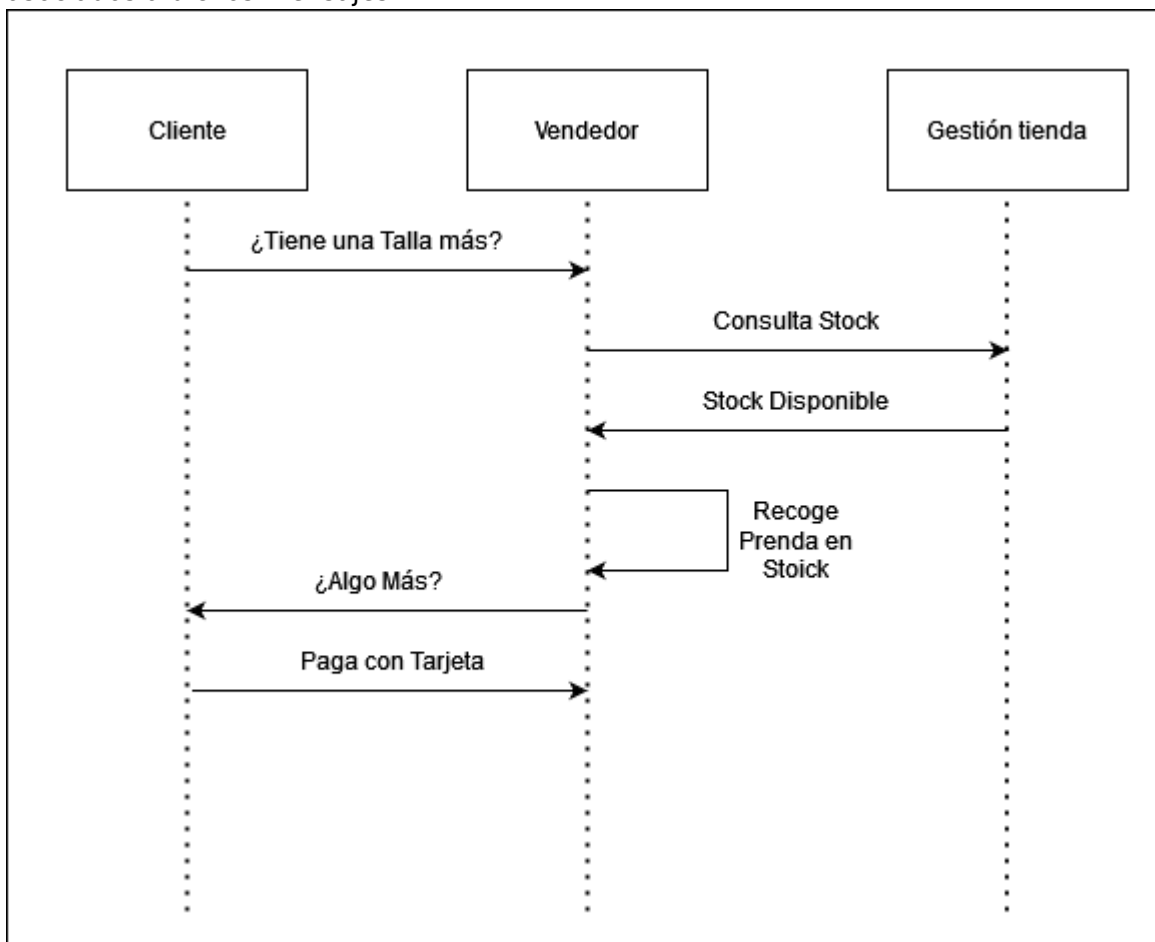 Cliente
Vendedor
Gestión tienda
¿Tiene una Talla más?
Consulta Stock
Stock Disponible
Recoge
Prenda en
Stoick
¿Algo Más?
Paga con Tarjeta